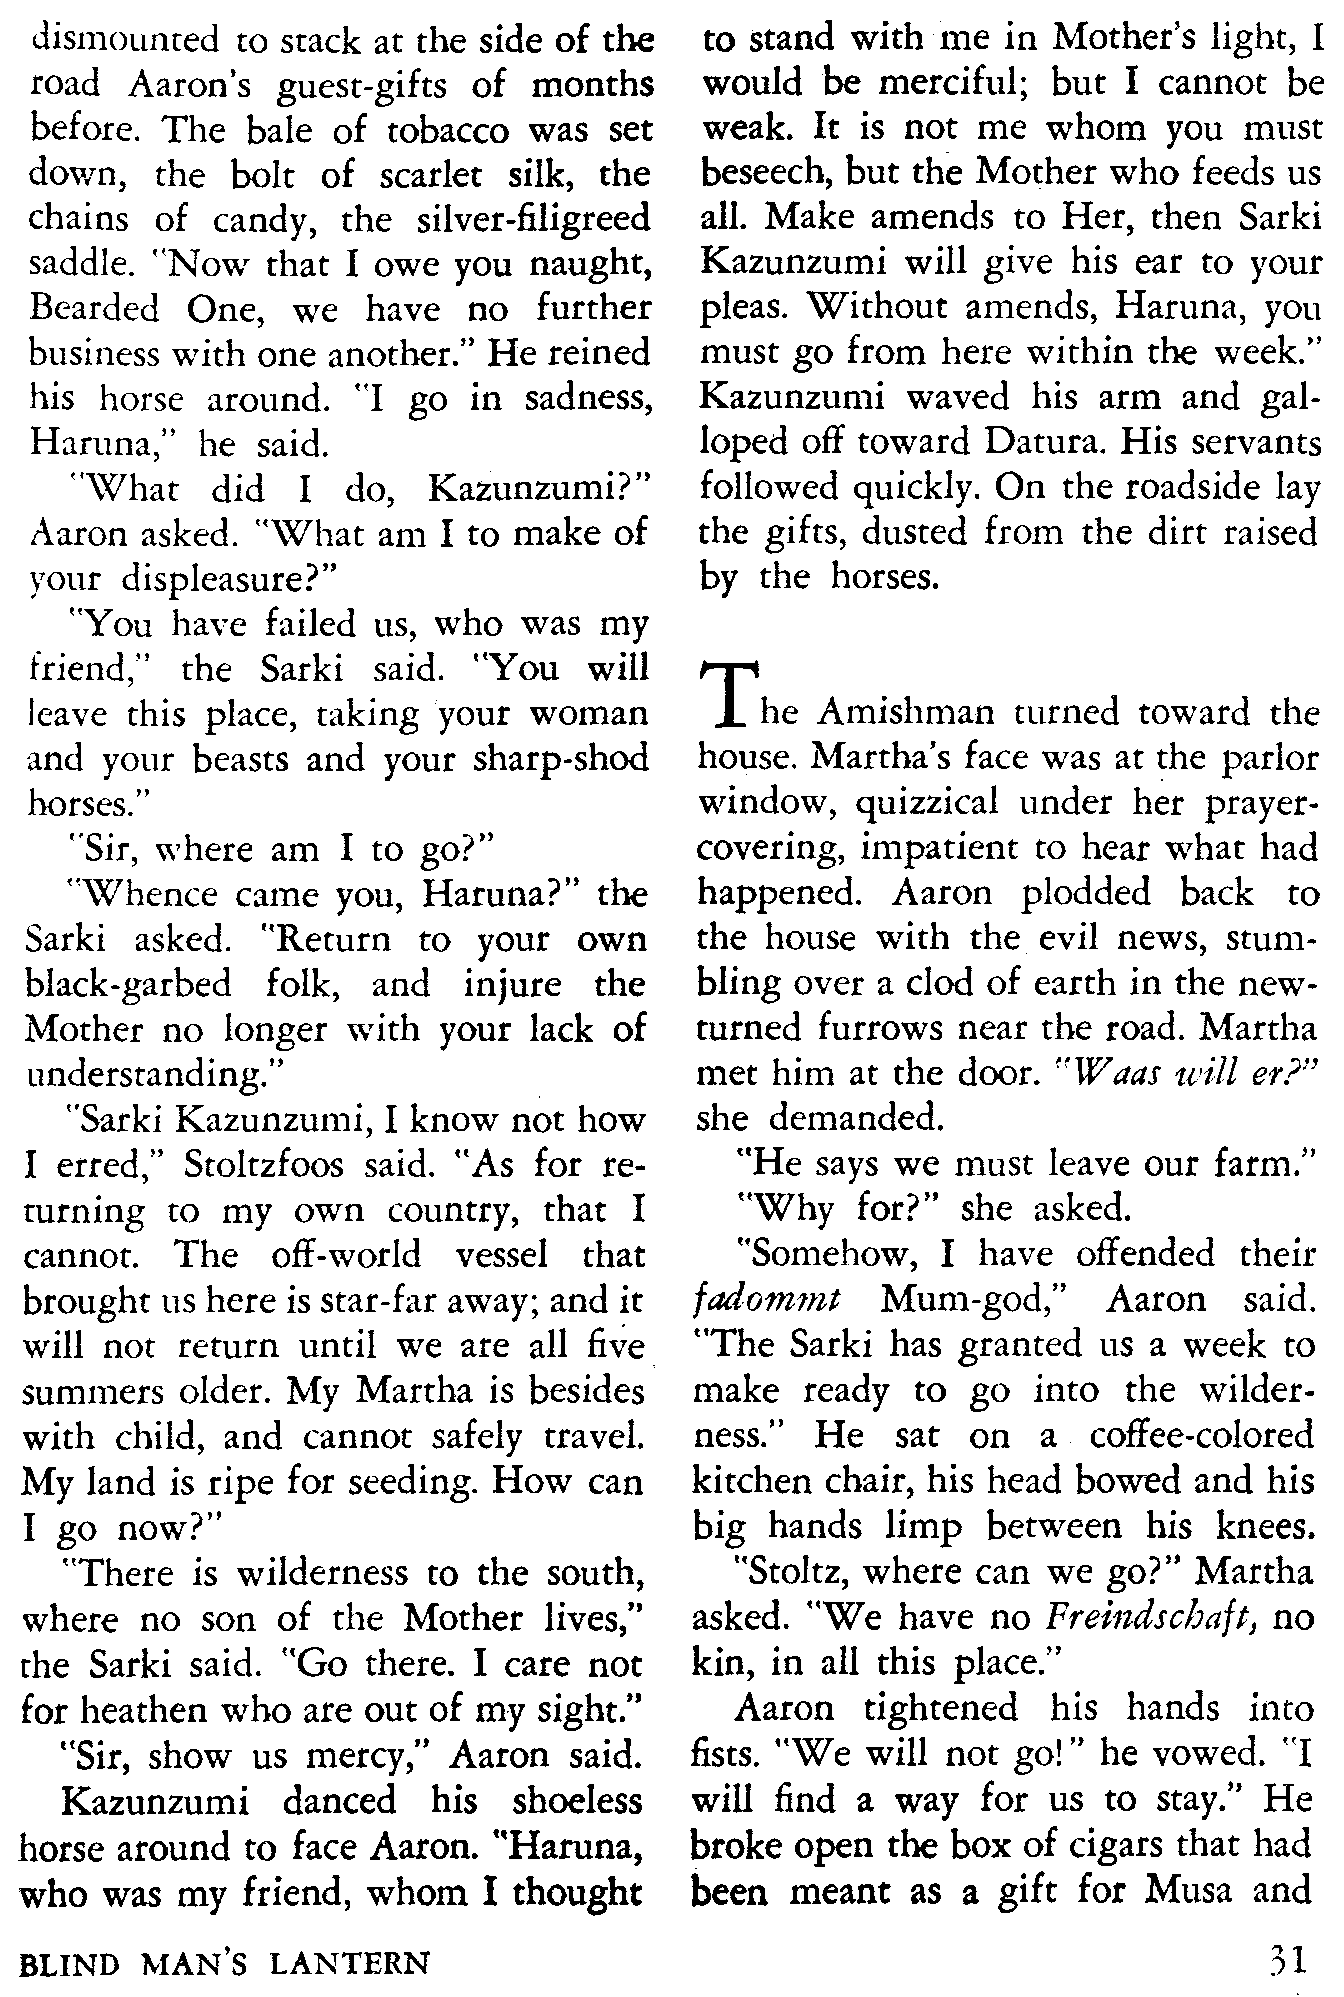 dismounted to stack at the side of the
road Aaron's guest-gifts of months
before. The bale of tobacco was set
down, the bolt of scarlet silk, the
chains of candy, the silver-filigreed
saddle. "Now that I owe you naught,
Bearded One, we have no further
business with one another." He reined
his horse around. "I go in sadness,
Haruna," he said.
"What did I do, Kazunzumi?"
Aaron asked. "What am I to make of
your displeasure?"
"You have failed us, who was my
friend," the Sarki said. "You will
leave this place, taking your woman
and your beasts and your sharp-shod
horses."
"Sir, where am I to go?"
"Whence came you, Haruna?" the
Sarki asked. "Return to your own
black-garbed folk, and injure the
Mother no longer with your lack of
understanding."
"Sarki Kazunzumi, I know not how
I erred," Stoltzfoos said. "As for re-
turning to my own country, that I
cannot. The off-world vessel that
brought us here is star-far away; and it
will not return until we are all five
summers older. My Martha is besides
with child, and cannot safely travel.
My land is ripe for seeding. How can
I go now?"
"There is wilderness to the south,
where no son of the Mother lives,"
the Sarki said. "Go there. I care not
for heathen who are out of my sight."
"Sir, show us mercy," Aaron said.
Kazunzumi danced his shoeless
horse around to face Aaron. "Haruna,
who was my friend, whom I thought
to stand with me in Mother's light, I
would be merciful; but I cannot be
weak. It is not me whom you must
beseech, but the Mother who feeds us
all. Make amends to Her, then Sarki
Kazunzumi will give his ear to your
pleas. Without amends, Haruna, you
must go from here within the week."
Kazunzumi waved his arm and gal-
loped off toward Datura. His servants
followed quickly. On the roadside lay
the gifts, dusted from the dirt raised
by the horses.
The Amishman turned toward the
house. Martha's face was at the parlor
window, quizzical under her prayer-
covering, impatient to hear what had
happened. Aaron plodded back to
the house with the evil news, stum-
bling over a clod of earth in the new-
turned furrows near the road. Martha
met him at the door. "Waas will er?"
she demanded.
"He says we must leave our farm."
"Why for?" she asked.
"Somehow, I have offended their
fadommt Mum-god," Aaron said.
"The Sarki has granted us a week to
make ready to go into the wilder-
ness." He sat on a coffee-colored
kitchen chair, his head bowed and his
big hands limp between his knees.
"Stoltz, where can we go?" Martha
asked. "We have no Freindschaft, no
kin, in all this place."
Aaron tightened his hands into
fists. "We will not go!" he vowed. "I
will find a way for us to stay." He
broke open the box of cigars that had
been meant as a gift for Musa and
BLIND MAN'S LANTERN
31